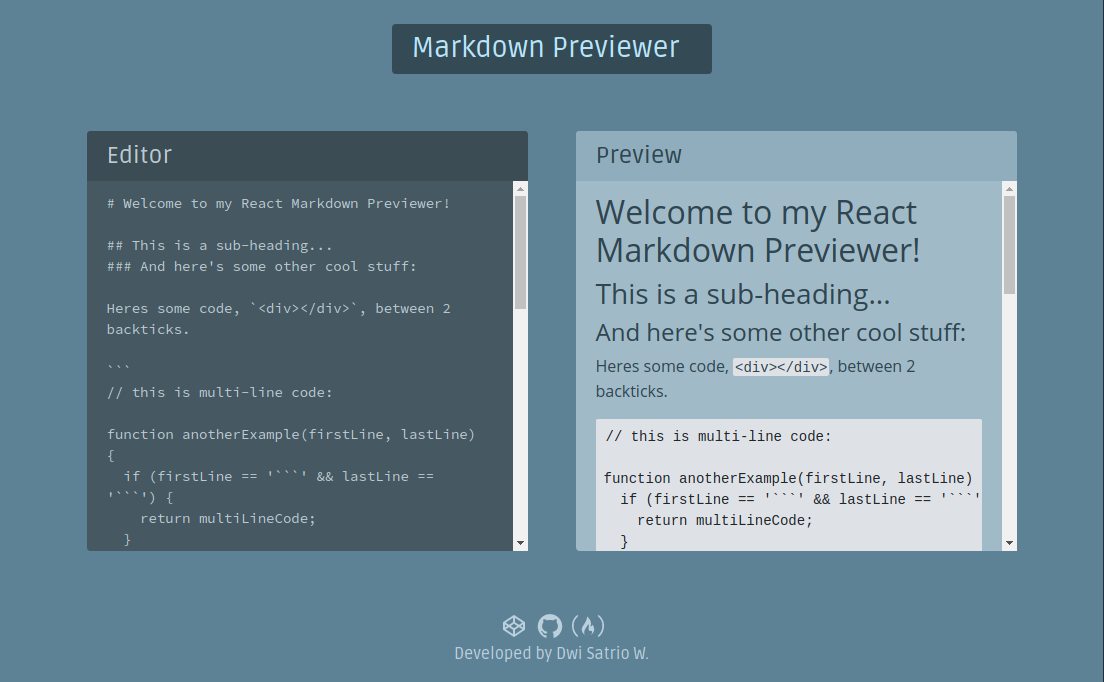 Markdown Previewer
Editor
# Welcome to my React Markdown Previewer!
## This is a sub-heading...
### And here's some other cool stuff:
Heres some code, `<div></div>`, between 2
backticks.
```
// this is multi-line code:
function anotherExample(firstLine, lastLine)
{
  if (firstLine == '```' && lastLine ==
'```') {
    return multiLineCode;
  }
Preview
Welcome to my React
Markdown Previewer!
This is a sub-heading...
And here's some other cool stuff:
Heres some code, <div></div>, between 2
backticks.
// this is multi-line code:
function anotherExample(firstLine, lastLine)
  if (firstLine == '```' && lastLine == '```'
    return multiLineCode;
  }
Developed by Dwi Satrio W.